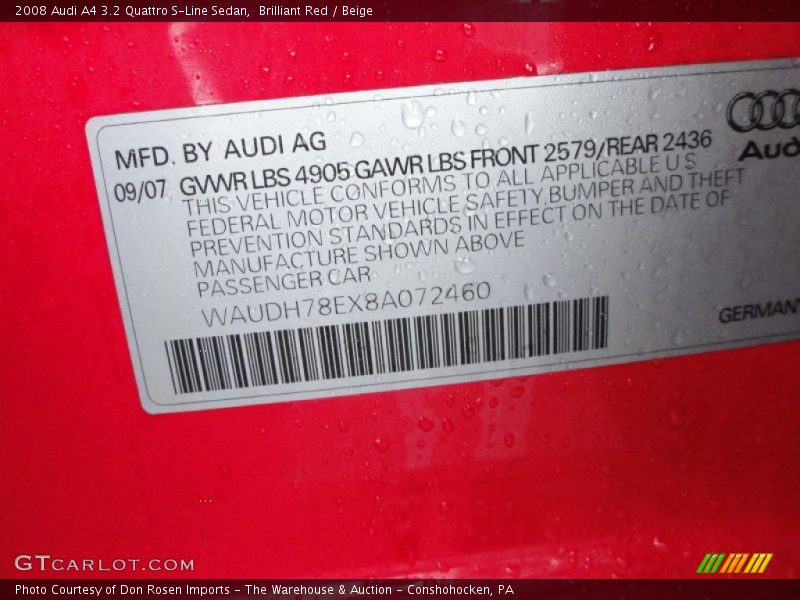 2008 Audi A4 3.2 Quattro S-Line Sedan, Brilliant Red / Beige
MFD. BY AUDI AG
09/07 GVWR LBS 4905 GAWR LBS FRONT 2579/REAR 2436
THIS VEHICLE CONFORMS TO ALL APPLICABLE U S
FEDERAL MOTOR VEHICLE SAFETY, BUMPER AND THEFT
PREVENTION STANDARDS IN EFFECT ON THE DATE OF
MANUFACTURE SHOWN ABOVE
PASSENGER CAR
WAUDH78EX8A072460
Audi
GERMANY
GTCARLOT.COM
Photo Courtesy of Don Rosen Imports - The Warehouse & Auction - Conshohocken, PA